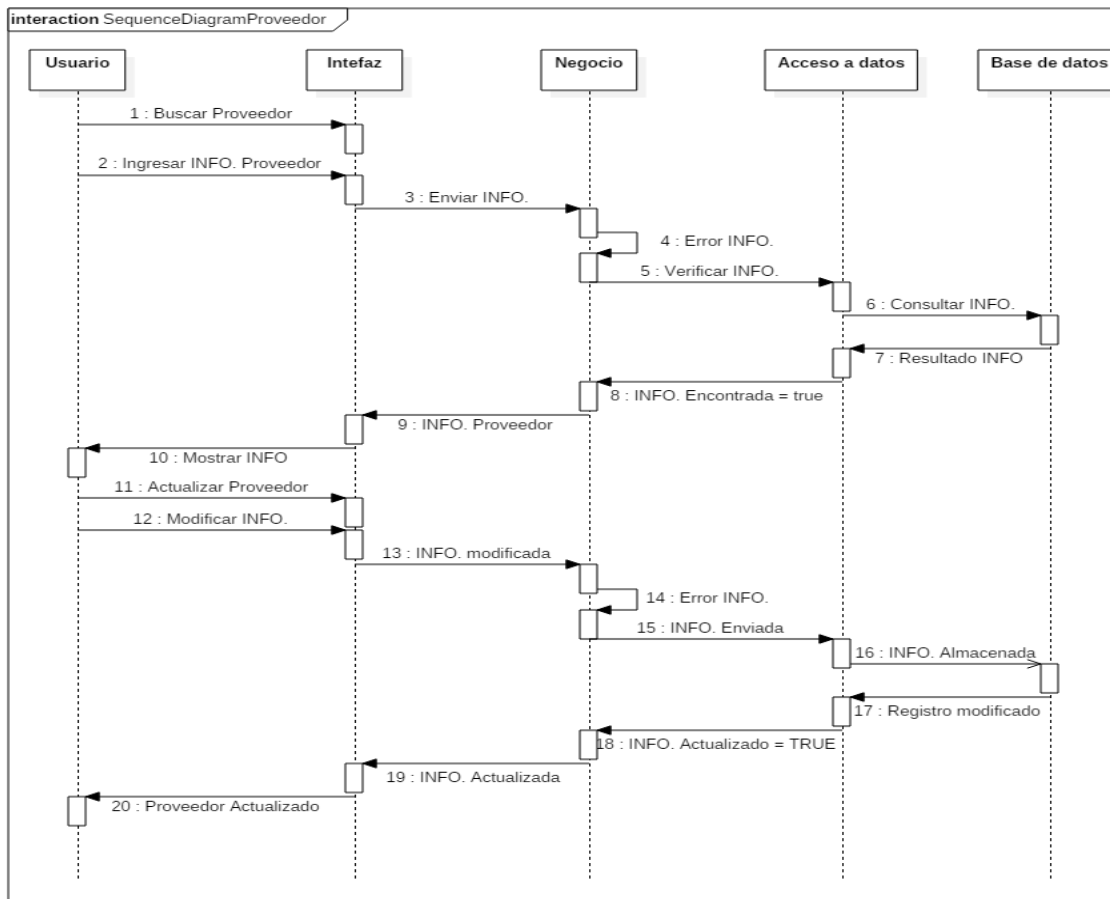 interaction SequenceDiagramProveedor
Usuario
Intefaz
Negocio
Acceso a datos
Base de datos
1 : Buscar Proveedor
2 : Ingresar INFO. Proveedor
3 : Enviar INFO.
4 : Error INFO.
5 : Verificar INFO.
6 : Consultar INFO.
7 : Resultado INFO
8 : INFO. Encontrada = true
9 : INFO. Proveedor
10 : Mostrar INFO
11 : Actualizar Proveedor
12 : Modificar INFO.
13 : INFO. modificada
14 : Error INFO.
15 : INFO. Enviada
16 : INFO. Almacenada
17 : Registro modificado
18 : INFO. Actualizado = TRUE
19 : INFO. Actualizada
20 : Proveedor Actualizado